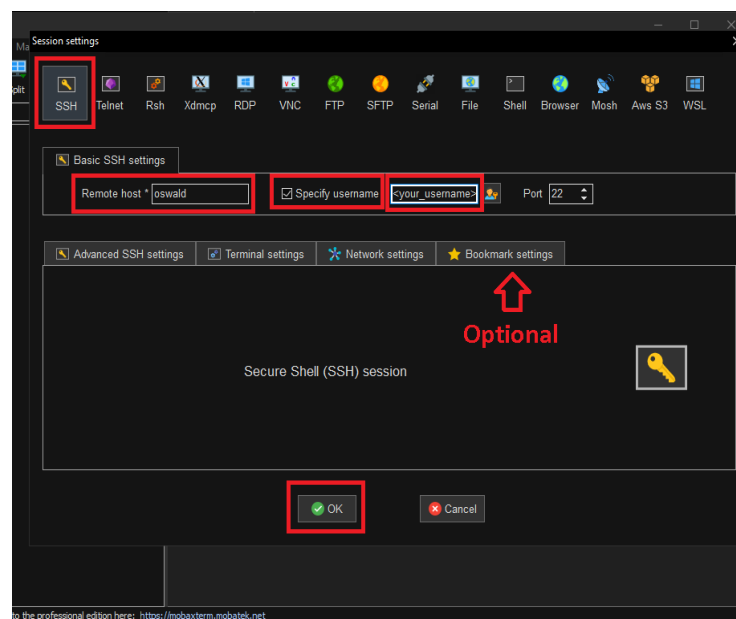 Session settings
Ma
plit
SSH
Telnet
Rsh
Xdmcp
RDP
VNC
FTP
SFTP
Serial
File
Shell
Browser
Mosh
Aws S3
WSL
Basic SSH settings
Remote host * oswald
Specify username
<your_username>
Port 22
Advanced SSH settings
Terminal settings
Network settings
Bookmark settings
Optional
Secure Shell (SSH) session
OK
Cancel
to the professional edition here: https://mobaxterm.mobatek.net